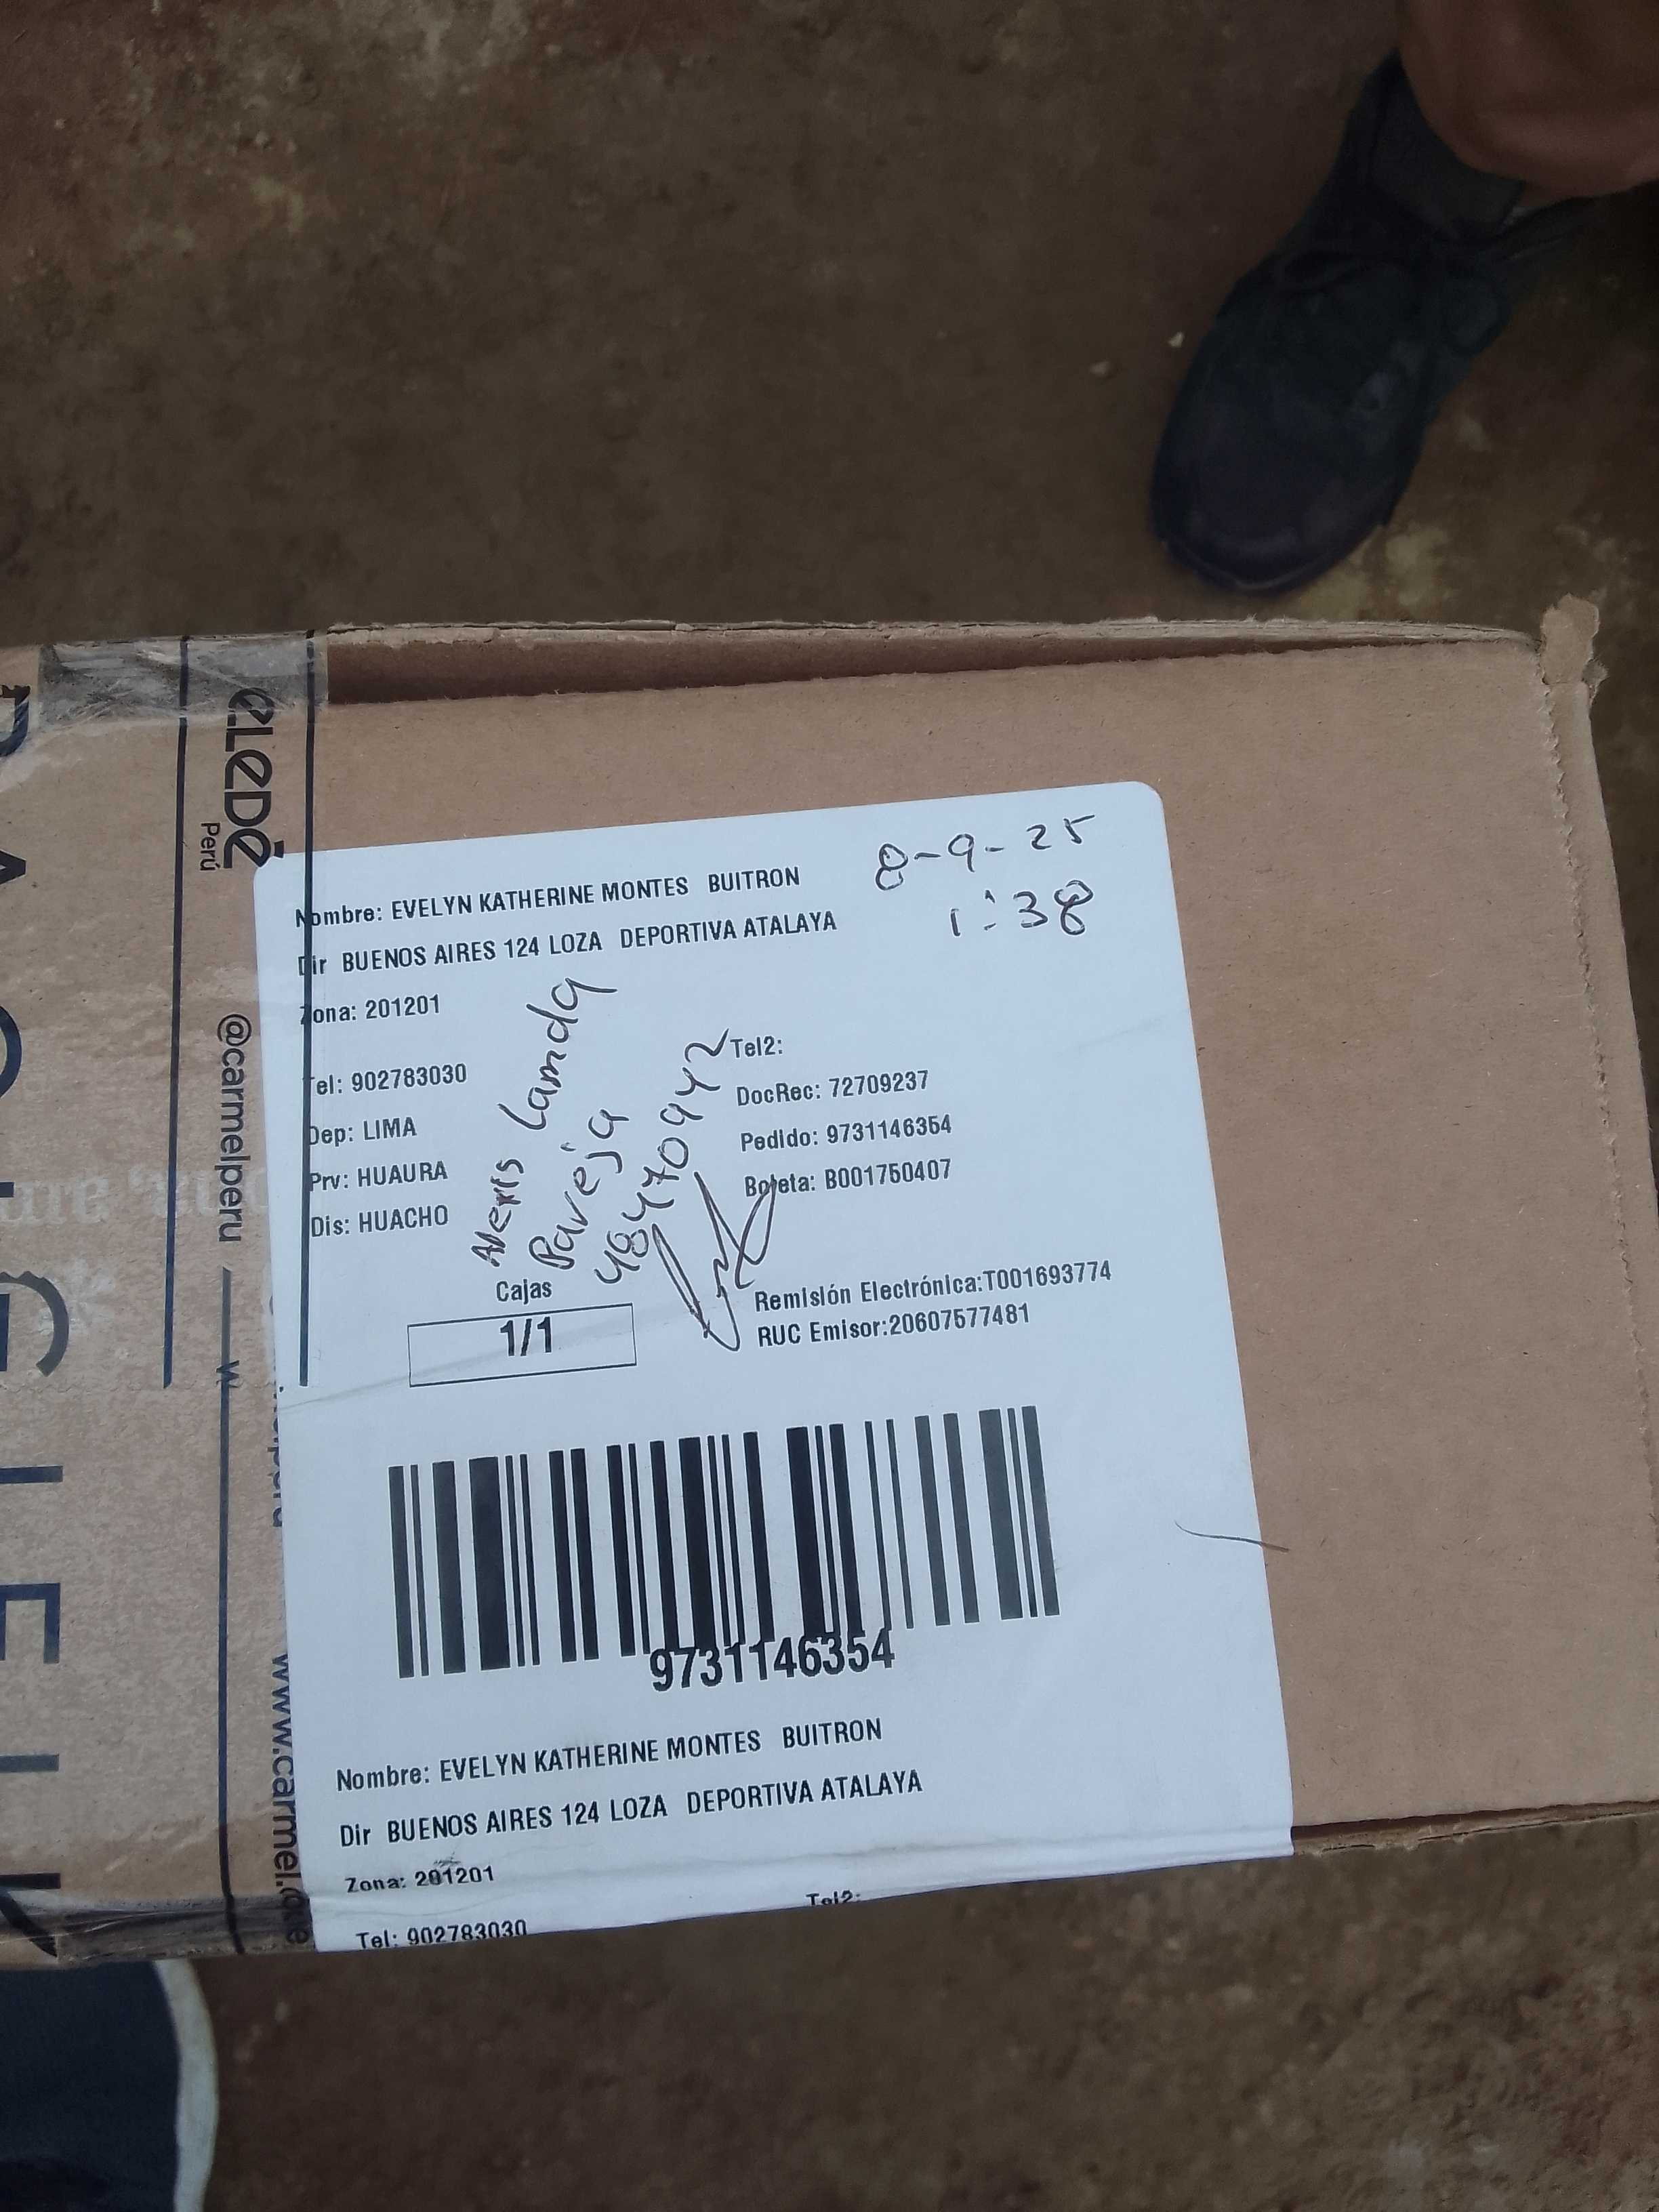 eLeDĒ
Perú
@carmelperu
www.carmel.
Nombre: EVELYN KATHERINE MONTES BUITRON
8-9-25
Dir BUENOS AIRES 124 LOZA DEPORTIVA ATALAYA
1:38
Zona: 201201
Tel: 902783030
Tel2:
DocRec: 72709237
Dep: LIMA
Pedido: 9731146354
Prv: HUAURA
Boleta: B001750407
Dis: HUACHO
Landa
Pareja
48470942
Cajas
1/1
Remisión Electrónica:T001693774
RUC Emisor:20607577481
9731146354
Nombre: EVELYN KATHERINE MONTES BUITRON
Dir BUENOS AIRES 124 LOZA DEPORTIVA ATALAYA
Zona: 201201
Tel2:
Tel: 902783030